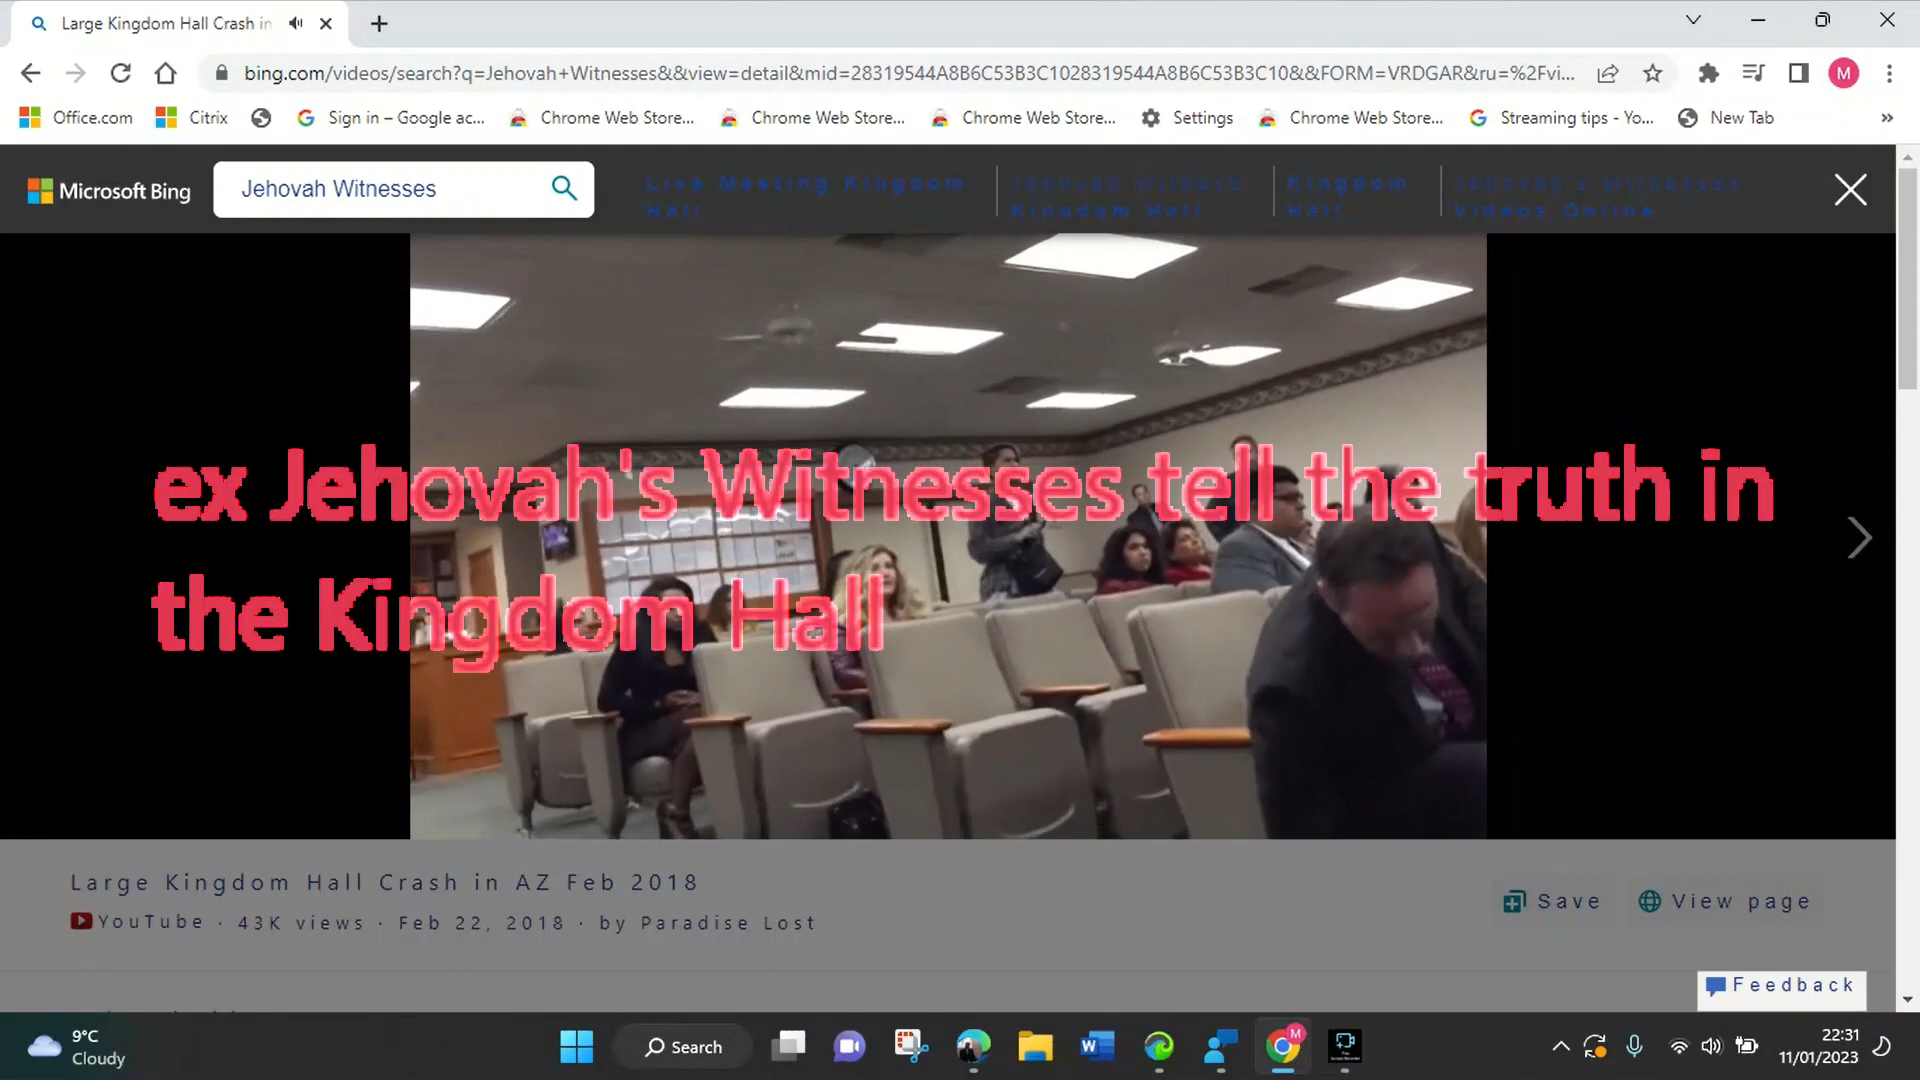 Large Kingdom Hall Crash in
bing.com/videos/search?q=Jehovah+Witnesses&&view=detail&mid=28319544A8B6C53B3C1028319544A8B6C53B3C10&&FORM=VRDGAR&ru=%2Fvi...
M
Office.com
Citrix
Sign in – Google ac...
Chrome Web Store...
Chrome Web Store...
Chrome Web Store...
Settings
Chrome Web Store...
Streaming tips - Yo...
New Tab
»
Microsoft Bing
Jehovah Witnesses
Live Meeting Kingdom
Hall
Jehovah Witness
Kingdom Hall
Kingdom
Hall
Jehovah's Witnesses
Videos Online
ex Jehovah's Witnesses tell the truth in
the Kingdom Hall
Large Kingdom Hall Crash in AZ Feb 2018
YouTube · 43K views · Feb 22, 2018 · by Paradise Lost
Save
View page
Feedback
9°C
Cloudy
Search
22:31
11/01/2023